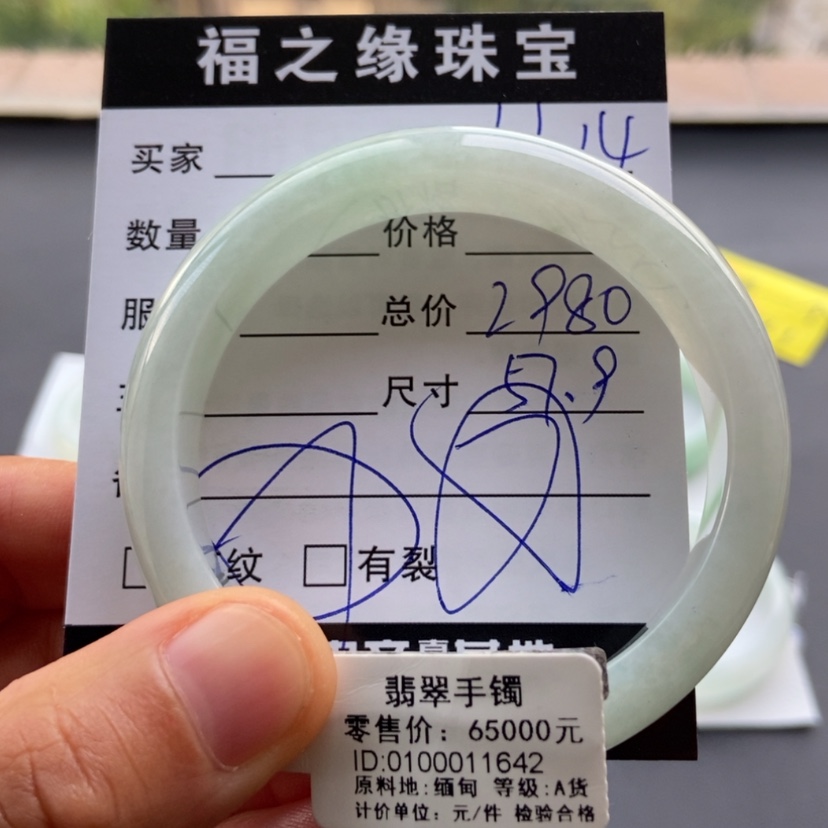 福之缘珠宝
买家 14
数量 价格
服 总价 2980
尺寸 57.9
纹 有裂
翡翠手镯
零售价：65000元
ID:0100011642
原料地:缅甸 等级:A货
计价单位：元/件 检验合格